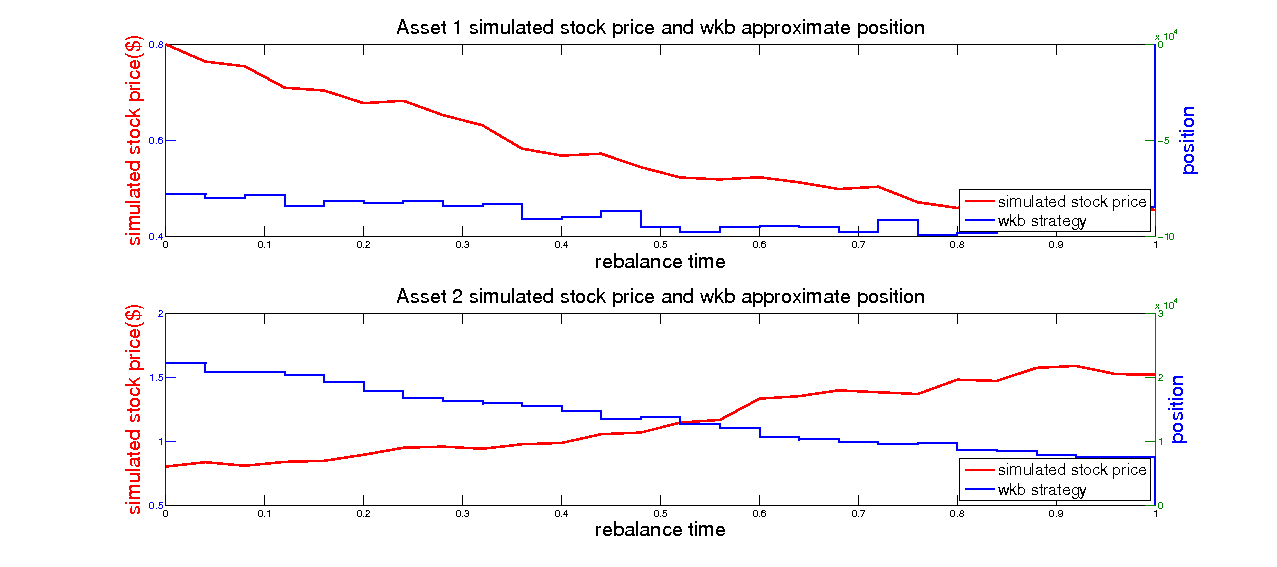 Asset 1 simulated stock price and wkb approximate position
x 10^4
simulated stock price($)
0.8
0.6
0.4
0
-5
-10
position
simulated stock price
wkb strategy
0 0.1 0.2 0.3 0.4 0.5 0.6 0.7 0.8 0.9 1
rebalance time
Asset 2 simulated stock price and wkb approximate position
x 10^4
simulated stock price($)
2
1.5
1
0.5
3
2
1
0
position
simulated stock price
wkb strategy
0 0.1 0.2 0.3 0.4 0.5 0.6 0.7 0.8 0.9 1
rebalance time